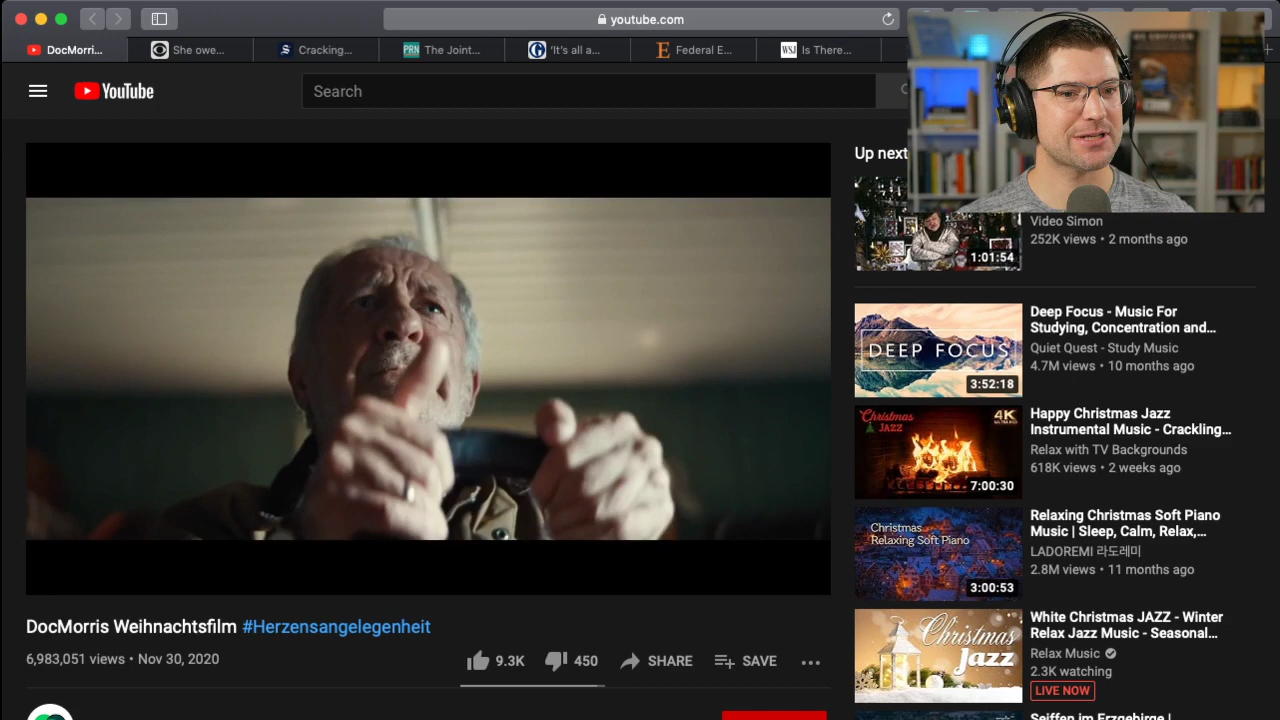 youtube.com
DocMorri...
She owe...
Cracking...
PRN
The Joint...
'It's all a...
E
Federal E...
WSJ
Is There...
YouTube
Search
Up next
Video Simon
252K views • 2 months ago
1:01:54
DEEP FOCUS
3:52:18
Deep Focus - Music For
Studying, Concentration and...
Quiet Quest - Study Music
4.7M views • 10 months ago
Christmas
JAZZ
4K
7:00:30
Happy Christmas Jazz
Instrumental Music - Crackling...
Relax with TV Backgrounds
618K views • 2 weeks ago
Christmas
Relaxing Soft Piano
3:00:53
Relaxing Christmas Soft Piano
Music | Sleep, Calm, Relax,...
LADOREMI 라도레미
2.8M views • 11 months ago
Christmas
Jazz
White Christmas JAZZ - Winter
Relax Jazz Music - Seasonal...
Relax Music
2.3K watching
LIVE NOW
Seiffen im Erzgebirge |
DocMorris Weihnachtsfilm #Herzensangelegenheit
6,983,051 views • Nov 30, 2020
9.3K
450
SHARE
SAVE